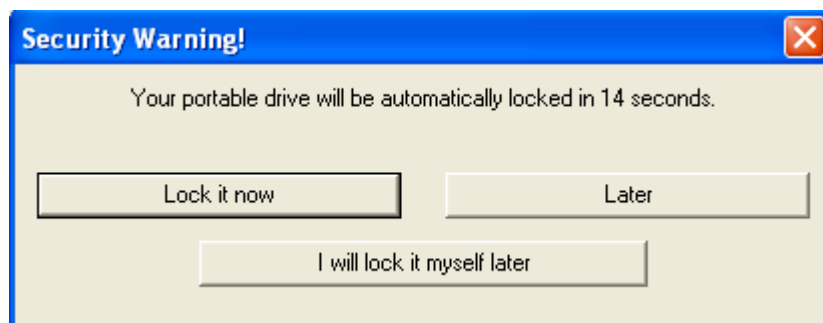 Security Warning!
Your portable drive will be automatically locked in 14 seconds.
Lock it now
Later
I will lock it myself later